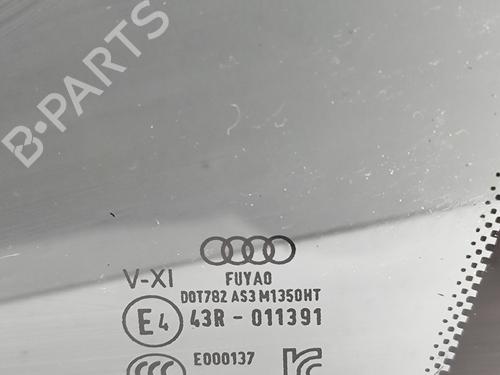 B-PARTS
FUYAO
V-XI
DOT782 AS3 M1350HT
E4 43R - 011391
E000137